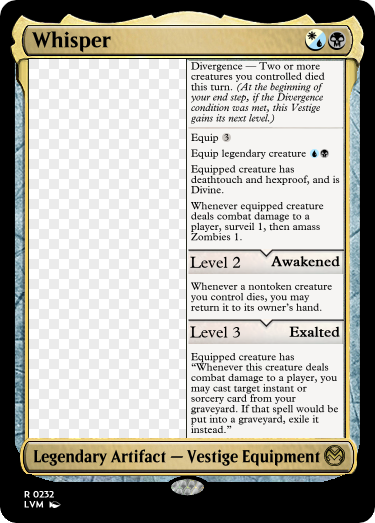 Whisper
Divergence — Two or more
creatures you controlled died
this turn. (At the beginning of
your end step, if the Divergence
condition was met, this Vestige
gains its next level.)
Equip 3
Equip legendary creature
Equipped creature has
deathtouch and hexproof, and is
Divine.
Whenever equipped creature
deals combat damage to a
player, surveil 1, then amass
Zombies 1.
Level 2 Awakened
Whenever a nontoken creature
you control dies, you may
return it to its owner's hand.
Level 3 Exalted
Equipped creature has
“Whenever this creature deals
combat damage to a player, you
may cast target instant or
sorcery card from your
graveyard. If that spell would be
put into a graveyard, exile it
instead.”
Legendary Artifact — Vestige Equipment
R 0232
LVM